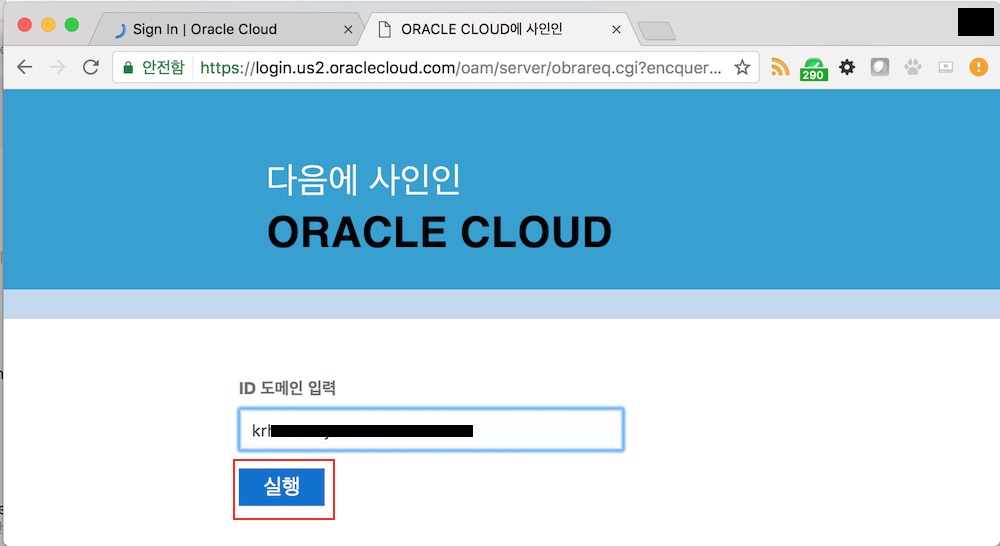 Sign In | Oracle Cloud
ORACLE CLOUD에 사인인
안전함 https://login.us2.oraclecloud.com/oam/server/obrareq.cgi?encquer...
290
다음에 사인인
ORACLE CLOUD
ID 도메인 입력
실행